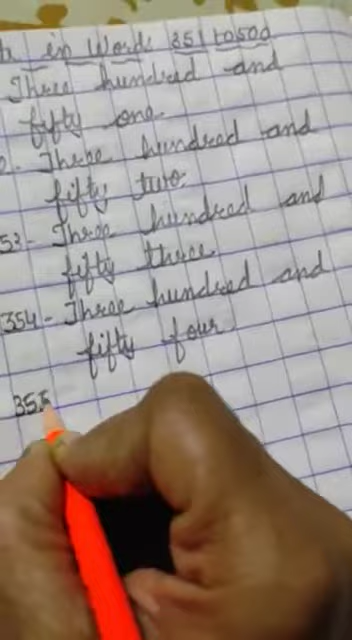 in Words 351 to 500
Three hundred and
fifty one
Three hundred and
fifty two
53- Three hundred and
fifty three
354- Three hundred and
fifty four
355